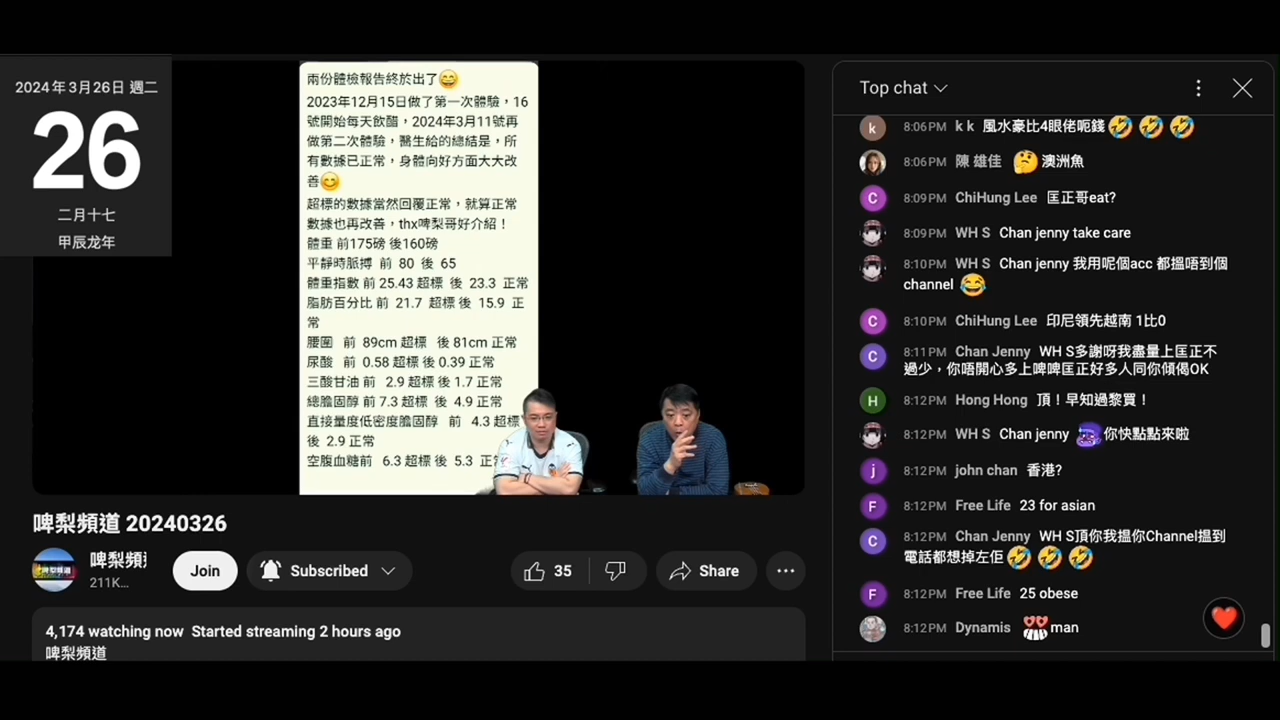 2024年3月26日 週二
26
二月十七
甲辰龙年
兩份體檢報告終於出了😄
2023年12月15日做了第一次體驗，16
號開始每天飲醋，2024年3月11號再
做第二次體驗，醫生給的總結是，所
有數據已正常，身體向好方面大大改
善😊
超標的數據當然回覆正常，就算正常
數據也再改善，thx啤梨哥好介紹！
體重 前175磅 後160磅
平靜時脈搏 前 80 後 65
體重指數 前 25.43 超標 後 23.3 正常
脂肪百分比 前 21.7 超標 後 15.9 正
常
腰圍 前 89cm 超標 後 81cm 正常
尿酸 前 0.58 超標 後 0.39 正常
三酸甘油 前 2.9 超標 後 1.7 正常
總膽固醇 前 7.3 超標 後 4.9 正常
直接量度低密度膽固醇 前 4.3 超標
後 2.9 正常
空腹血糖前 6.3 超標 後 5.3 正常
啤梨頻道 20240326
啤梨頻道
211K...
Join
Subscribed
35
Share
4,174 watching now Started streaming 2 hours ago
啤梨頻道
Top chat
8:06PM k k 風水豪比4眼佬呃錢🤣🤣🤣
8:06PM 陳 雄佳 🤔澳洲魚
8:09PM ChiHung Lee 匡正哥eat?
8:09PM WH S Chan jenny take care
8:10PM WH S Chan jenny 我用呢個acc 都搵唔到個
channel 😂
8:10PM ChiHung Lee 印尼領先越南 1比0
8:11PM Chan Jenny WH S多謝呀我盡量上匡正不
過少，你唔開心多上啤啤匡正好多人同你傾偈OK
8:12PM Hong Hong 頂！早知過黎買！
8:12PM WH S Chan jenny 你快點點來啦
8:12PM john chan 香港?
8:12PM Free Life 23 for asian
8:12PM Chan Jenny WH S頂你我搵你Channel搵到
電話都想掉左佢🤣🤣🤣
8:12PM Free Life 25 obese
8:12PM Dynamis man